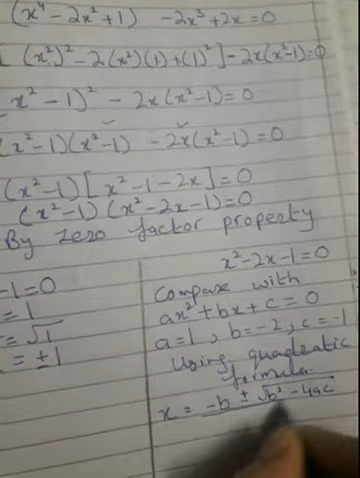 (x⁴ - 2x² + 1) - 2x³ + 2x = 0
[(x²)² - 2(x²)(1) + (1)²] - 2x(x²-1) = 0
x² - 1)² - 2x(x²-1) = 0
(x²-1)(x²-1) - 2x(x²-1) = 0
(x²-1)[x²-1-2x] = 0
(x²-1)(x²-2x-1) = 0
By zero factor property
-1 = 0
= 1
= √1
= ±1
x²-2x-1=0
Compare with
ax²+bx+c=0
a=1, b=-2, c=-1
Using quadratic
formula
x = -b ± √b² - 4ac